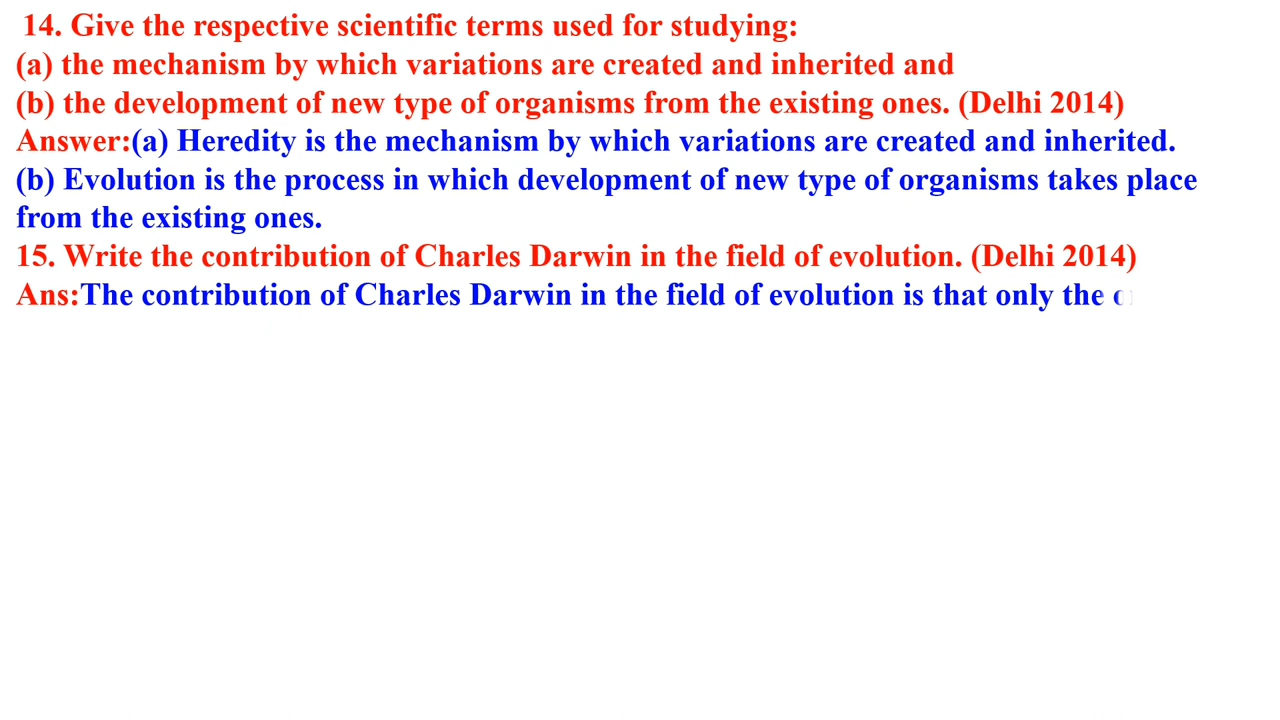 14. Give the respective scientific terms used for studying:
(a) the mechanism by which variations are created and inherited and
(b) the development of new type of organisms from the existing ones. (Delhi 2014)
Answer:(a) Heredity is the mechanism by which variations are created and inherited.
(b) Evolution is the process in which development of new type of organisms takes place
from the existing ones.
15. Write the contribution of Charles Darwin in the field of evolution. (Delhi 2014)
Ans:The contribution of Charles Darwin in the field of evolution is that only the